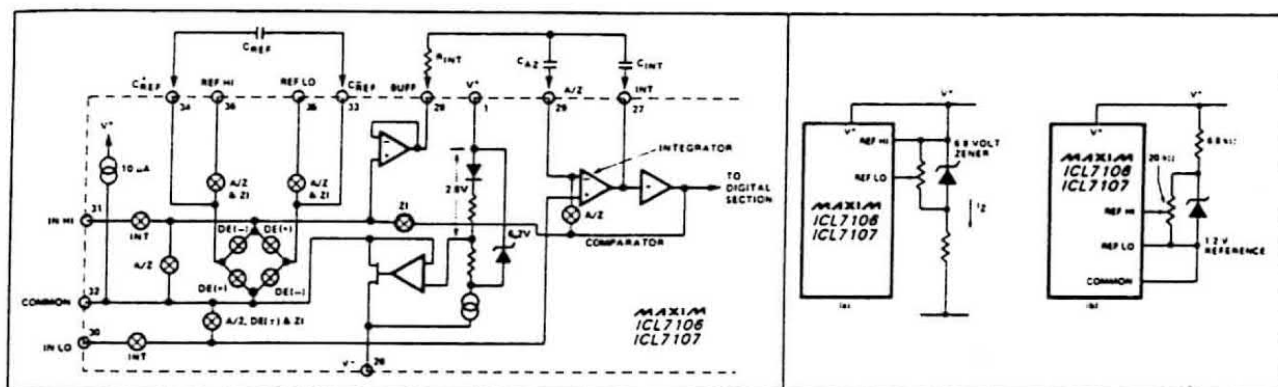 CREF
C+REF
REF HI
REF LO
C-REF
BUFF
RINT
V+
CAZ
A/Z
CINT
INT
34
36
35
33
28
1
29
27
V+
10 µA
A/Z & ZI
A/Z & ZI
2.8V
INTEGRATOR
TO DIGITAL SECTION
IN HI
31
INT
DE(−)
DE(+)
ZI
A/Z
COMPARATOR
6.2V
A/Z
DE(+)
DE(−)
COMMON
32
A/Z, DE(±) & ZI
IN LO
30
INT
V−
26
MAXIM
ICL7106
ICL7107
V+
V+
REF HI
REF LO
6.8 VOLT
ZENER
IZ
MAXIM
ICL7106
ICL7107
(a)
V+
V+
6.8 kΩ
20 kΩ
MAXIM
ICL7106
ICL7107
REF HI
REF LO
COMMON
1.2 V
REFERENCE
(b)